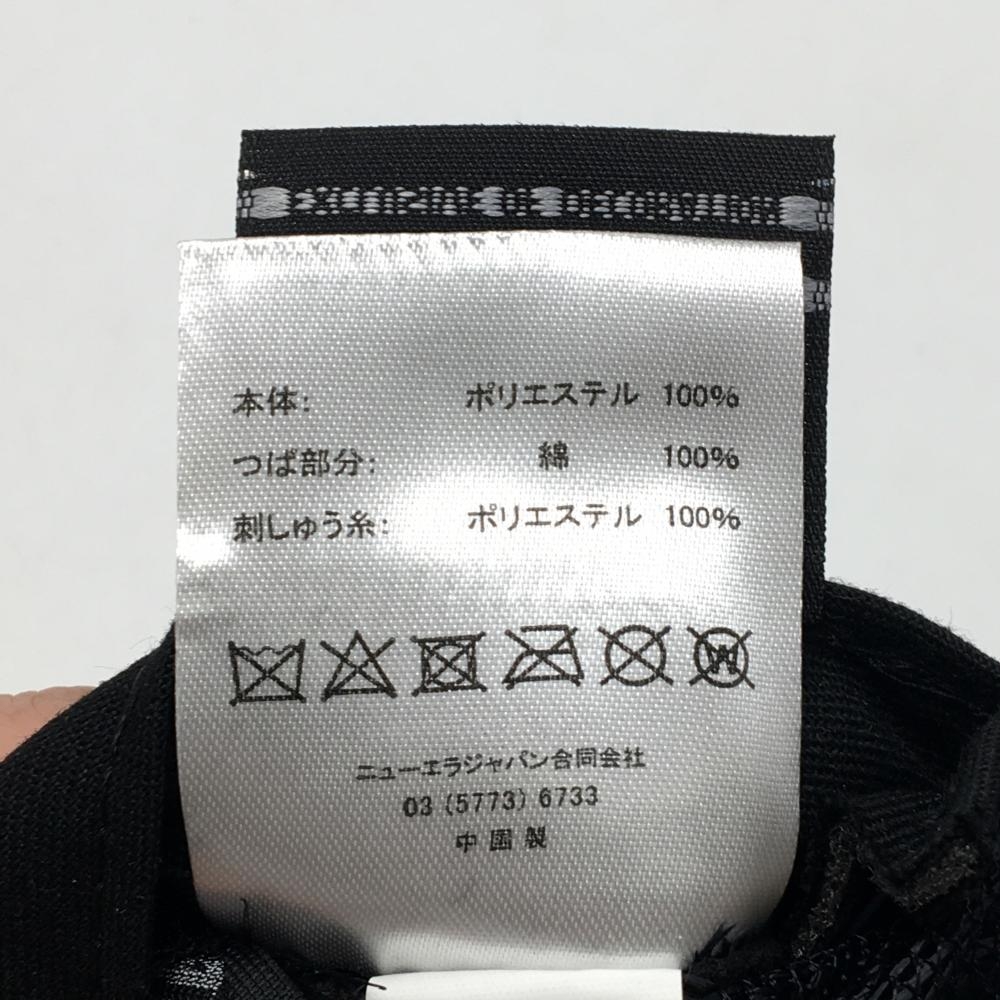 本体: ポリエステル 100%
つば部分: 綿 100%
刺しゅう糸: ポリエステル 100%
W
ニューエラジャパン合同会社
03 (5773) 6733
中国製